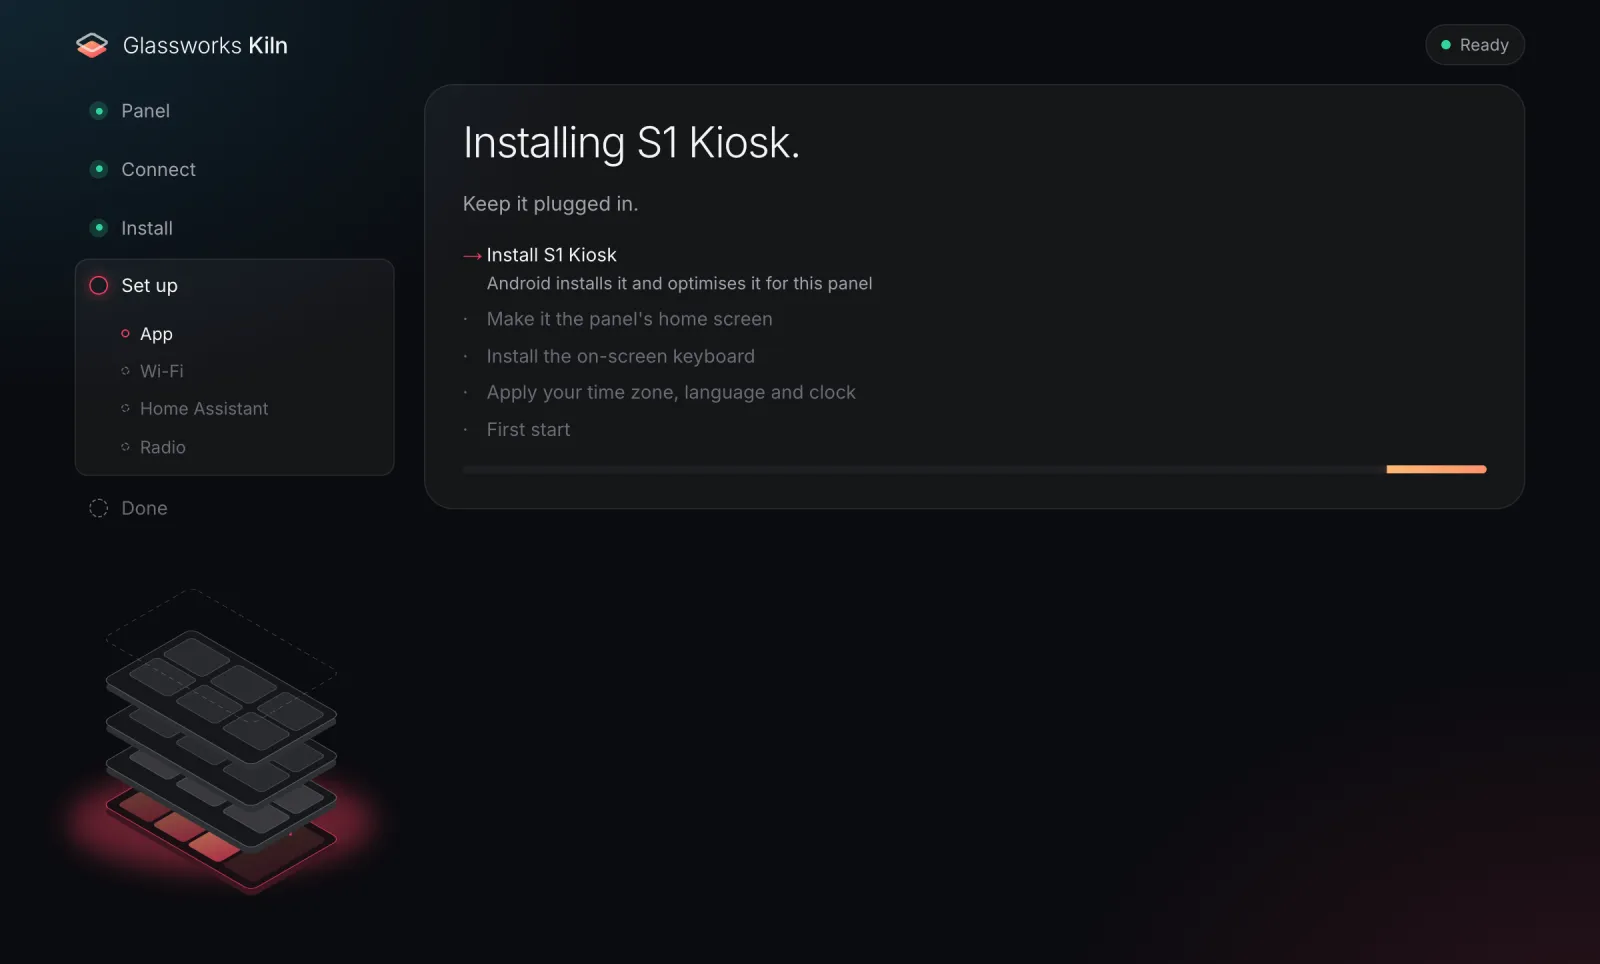 Glassworks Kiln
Ready
Panel
Connect
Install
Set up
App
Wi-Fi
Home Assistant
Radio
Done
Installing S1 Kiosk.
Keep it plugged in.
→ Install S1 Kiosk
Android installs it and optimises it for this panel
· Make it the panel's home screen
· Install the on-screen keyboard
· Apply your time zone, language and clock
· First start